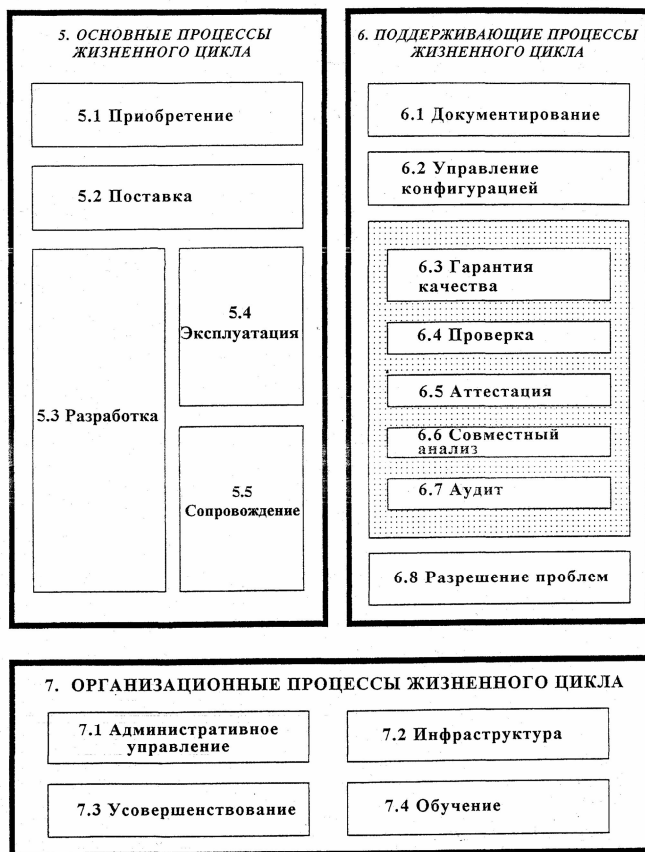 5. ОСНОВНЫЕ ПРОЦЕССЫ
ЖИЗНЕННОГО ЦИКЛА
5.1 Приобретение
5.2 Поставка
5.3 Разработка
5.4
Эксплуатация
5.5
Сопровождение
6. ПОДДЕРЖИВАЮЩИЕ ПРОЦЕССЫ
ЖИЗНЕННОГО ЦИКЛА
6.1 Документирование
6.2 Управление
конфигурацией
6.3 Гарантия
качества
6.4 Проверка
6.5 Аттестация
6.6 Совместный
анализ
6.7 Аудит
6.8 Разрешение проблем
7. ОРГАНИЗАЦИОННЫЕ ПРОЦЕССЫ ЖИЗНЕННОГО ЦИКЛА
7.1 Административное
управление
7.2 Инфраструктура
7.3 Усовершенствование
7.4 Обучение